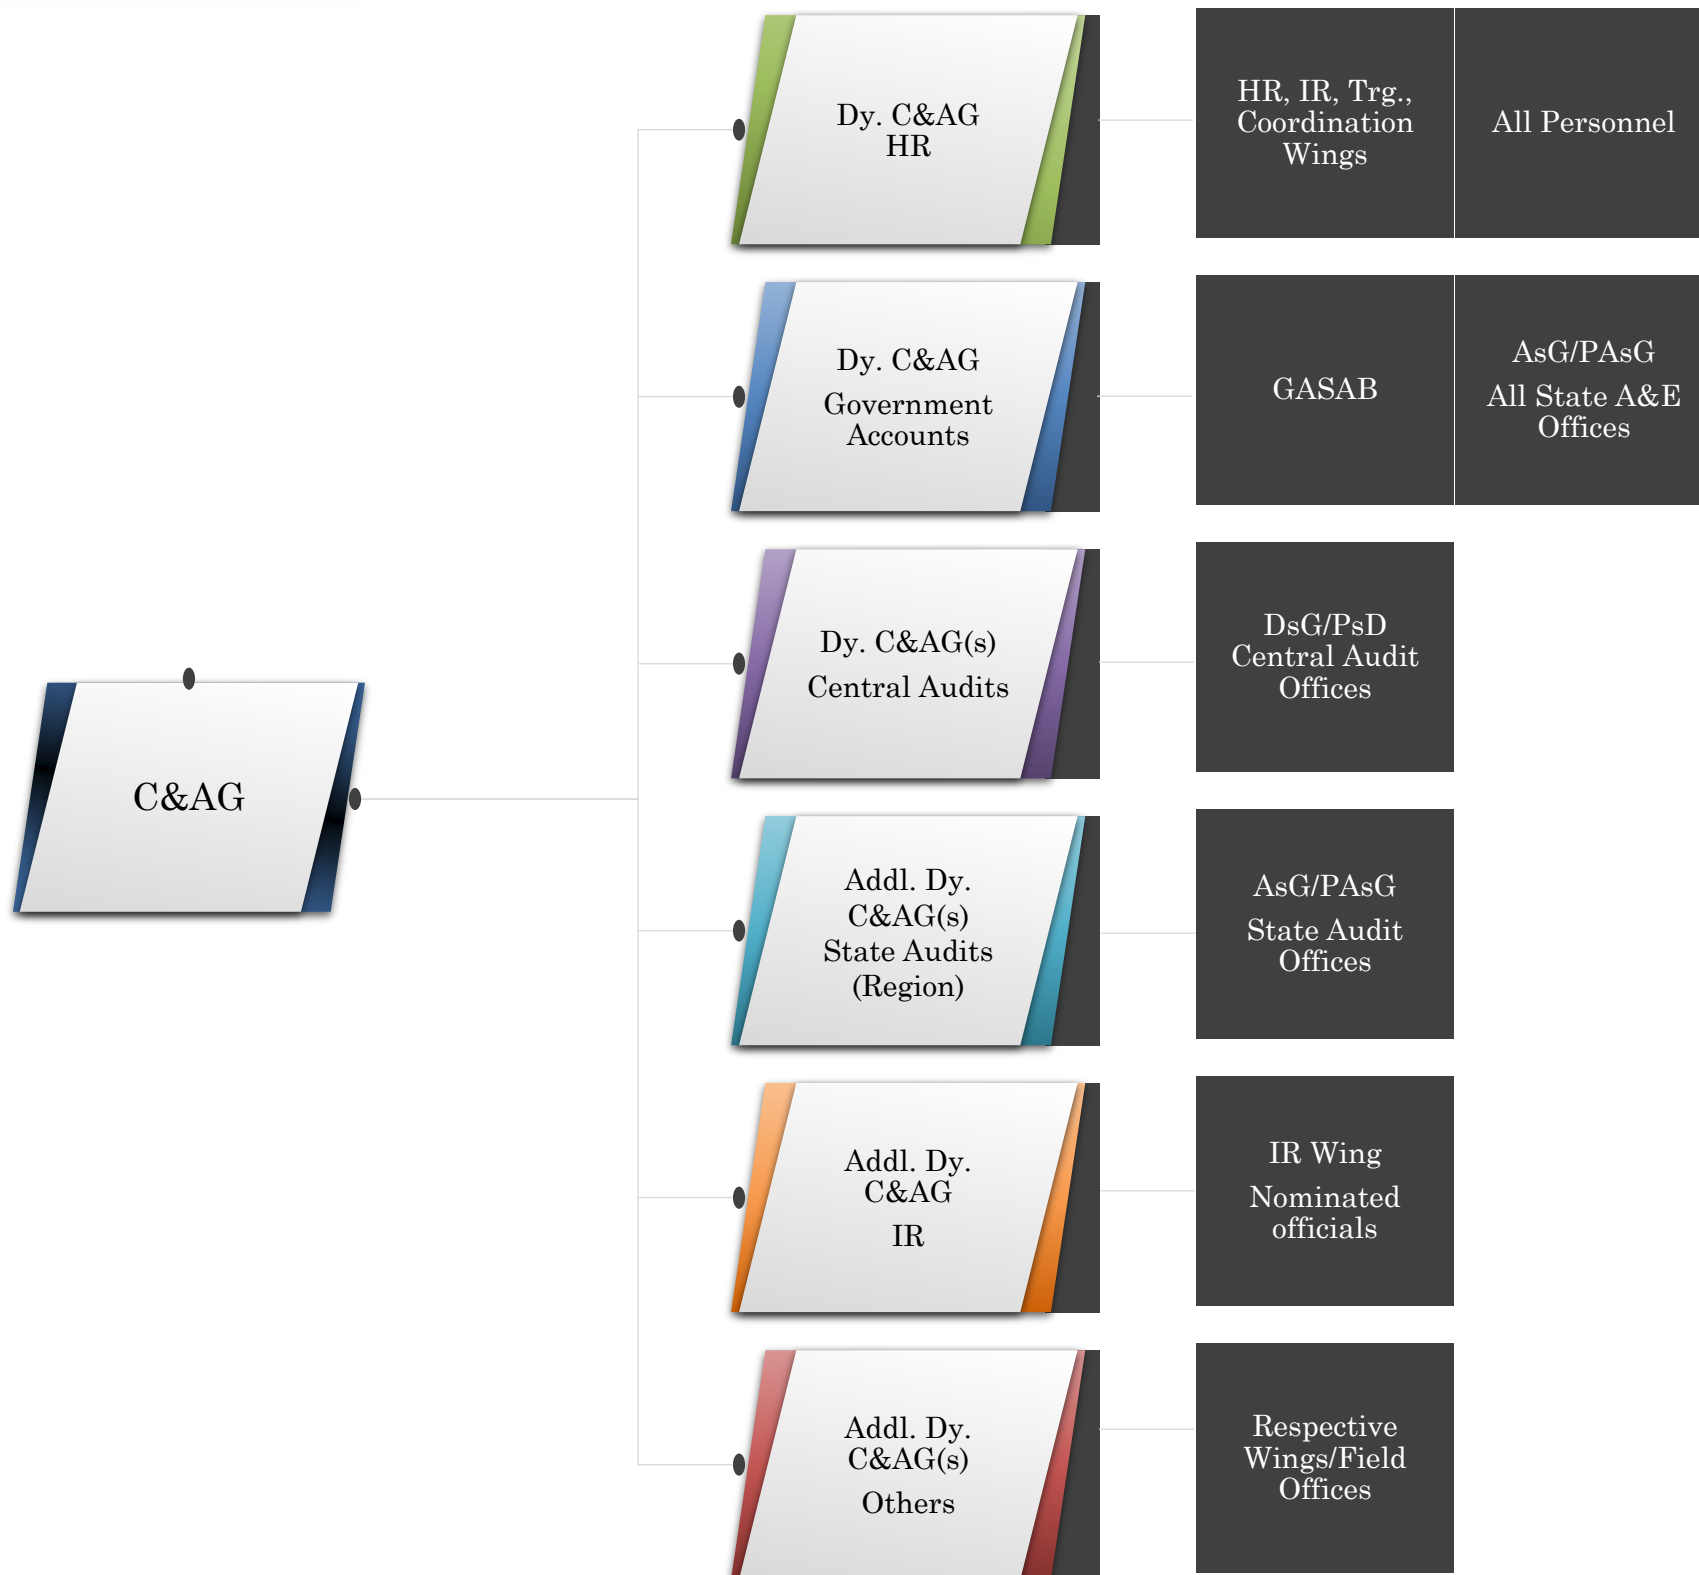 Dy. C&AG
HR
HR, IR, Trg.,
Coordination
Wings
All Personnel
Dy. C&AG
Government
Accounts
GASAB
AsG/PAsG
All State A&E
Offices
Dy. C&AG(s)
Central Audits
DsG/PsD
Central Audit
Offices
C&AG
Addl. Dy.
C&AG(s)
State Audits
(Region)
AsG/PAsG
State Audit
Offices
Addl. Dy.
C&AG
IR
IR Wing
Nominated
officials
Addl. Dy.
C&AG(s)
Others
Respective
Wings/Field
Offices